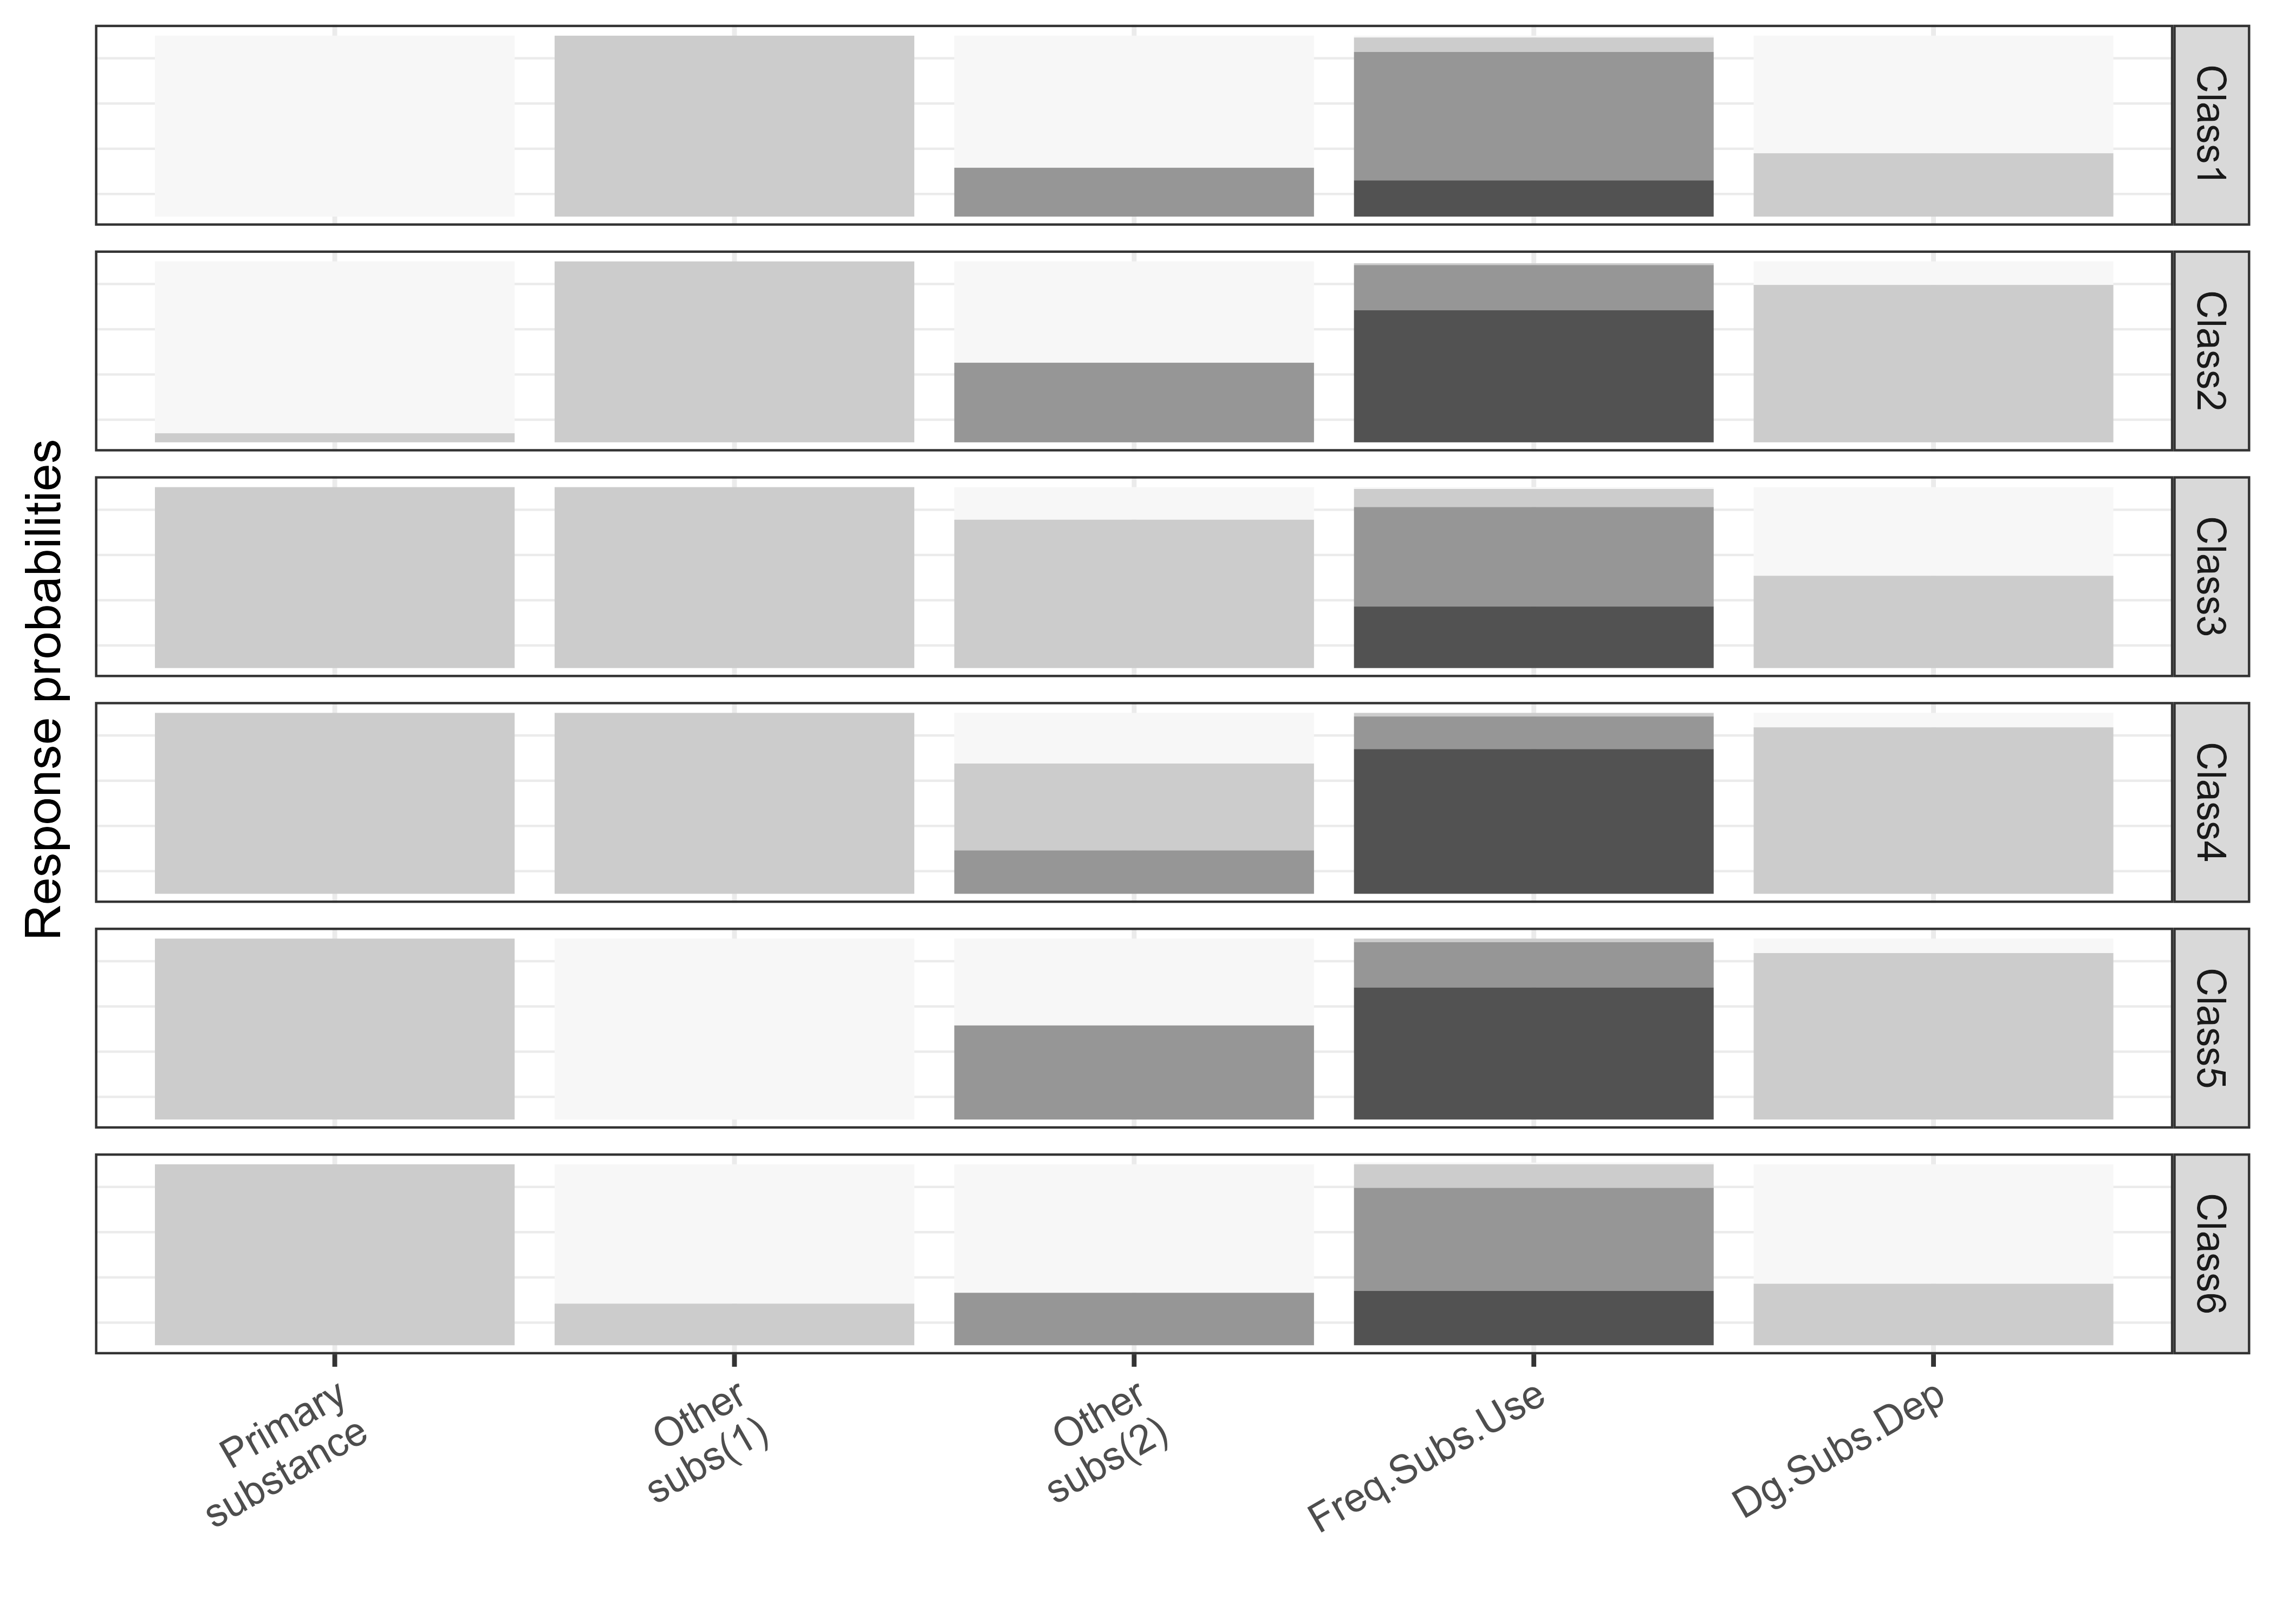 Response probabilities
Class1
Class2
Class3
Class4
Class5
Class6
Primary
substance
Other
subs(1)
Other
subs(2)
Freq.Subs.Use
Dg.Subs.Dep